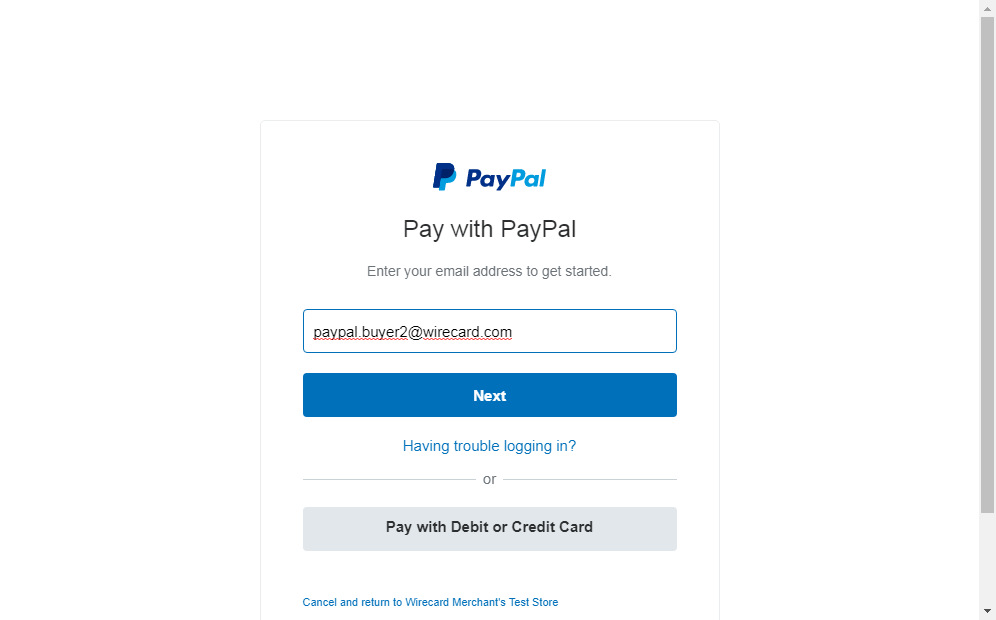 PayPal
Pay with PayPal
Enter your email address to get started.
paypal.buyer2@wirecard.com
Next
Having trouble logging in?
or
Pay with Debit or Credit Card
Cancel and return to Wirecard Merchant's Test Store